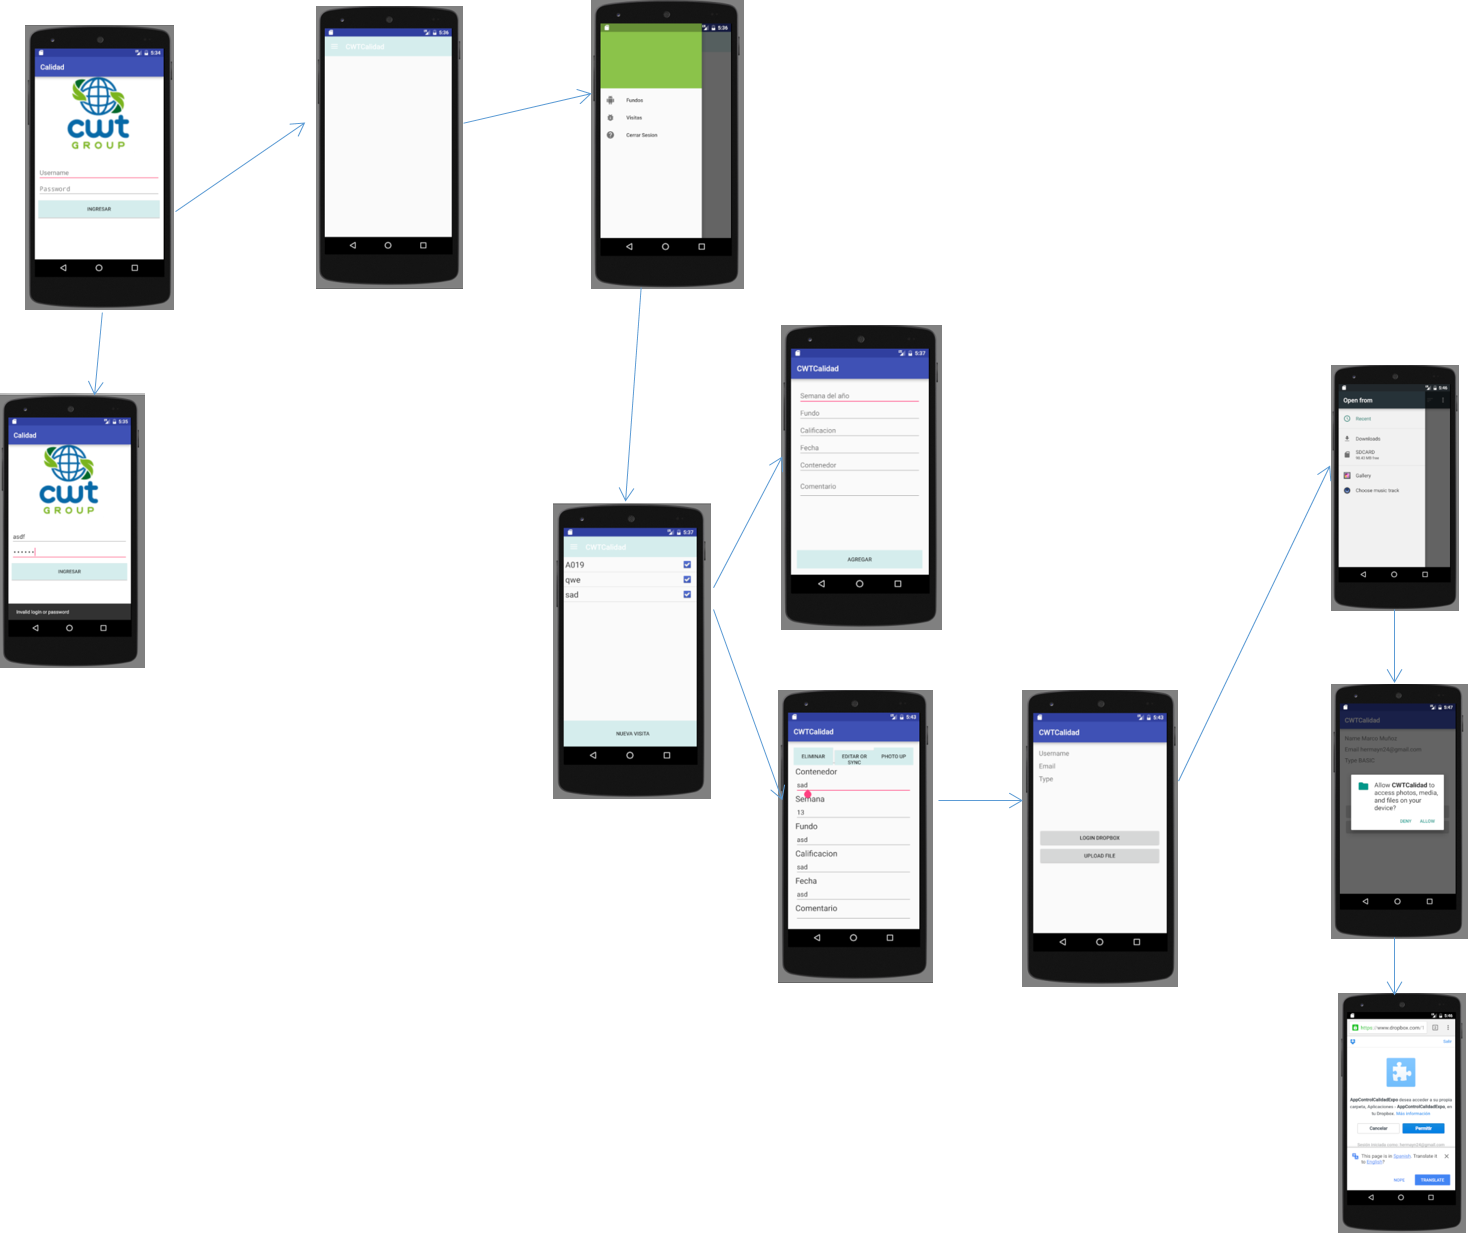 5:34
Calidad
cwt
GROUP
Username
Password
INGRESAR
5:36
CWTCalidad
5:36
Fundos
Visitas
Cerrar Sesion
5:35
Calidad
cwt
GROUP
asdf
INGRESAR
Invalid login or password
5:37
CWTCalidad
A019
qwe
sad
NUEVA VISITA
5:37
CWTCalidad
Semana del año
Fundo
Calificacion
Fecha
Contenedor
Comentario
AGREGAR
5:43
CWTCalidad
ELIMINAR
EDITAR OR
SYNC
PHOTO UP
Contenedor
sad
Semana
13
Fundo
asd
Calificacion
sad
Fecha
asd
Comentario
5:43
CWTCalidad
Username
Email
Type
LOGIN DROPBOX
UPLOAD FILE
5:46
Open from
Recent
Downloads
SDCARD
Gallery
Choose music track
5:47
CWTCalidad
Name Marco Muñoz
Email hermayn24@gmail.com
Type BASIC
Allow CWTCalidad to
access photos, media,
and files on your
device?
DENY ALLOW
https://www.dropbox.com/1
AppControlCalidadExpo desea acceder a su propia
carpeta, Aplicaciones › AppControlCalidadExpo, en
tu Dropbox. Más información
Cancelar Permitir
This page is in Spanish. Translate it
to English?
NOPE TRANSLATE